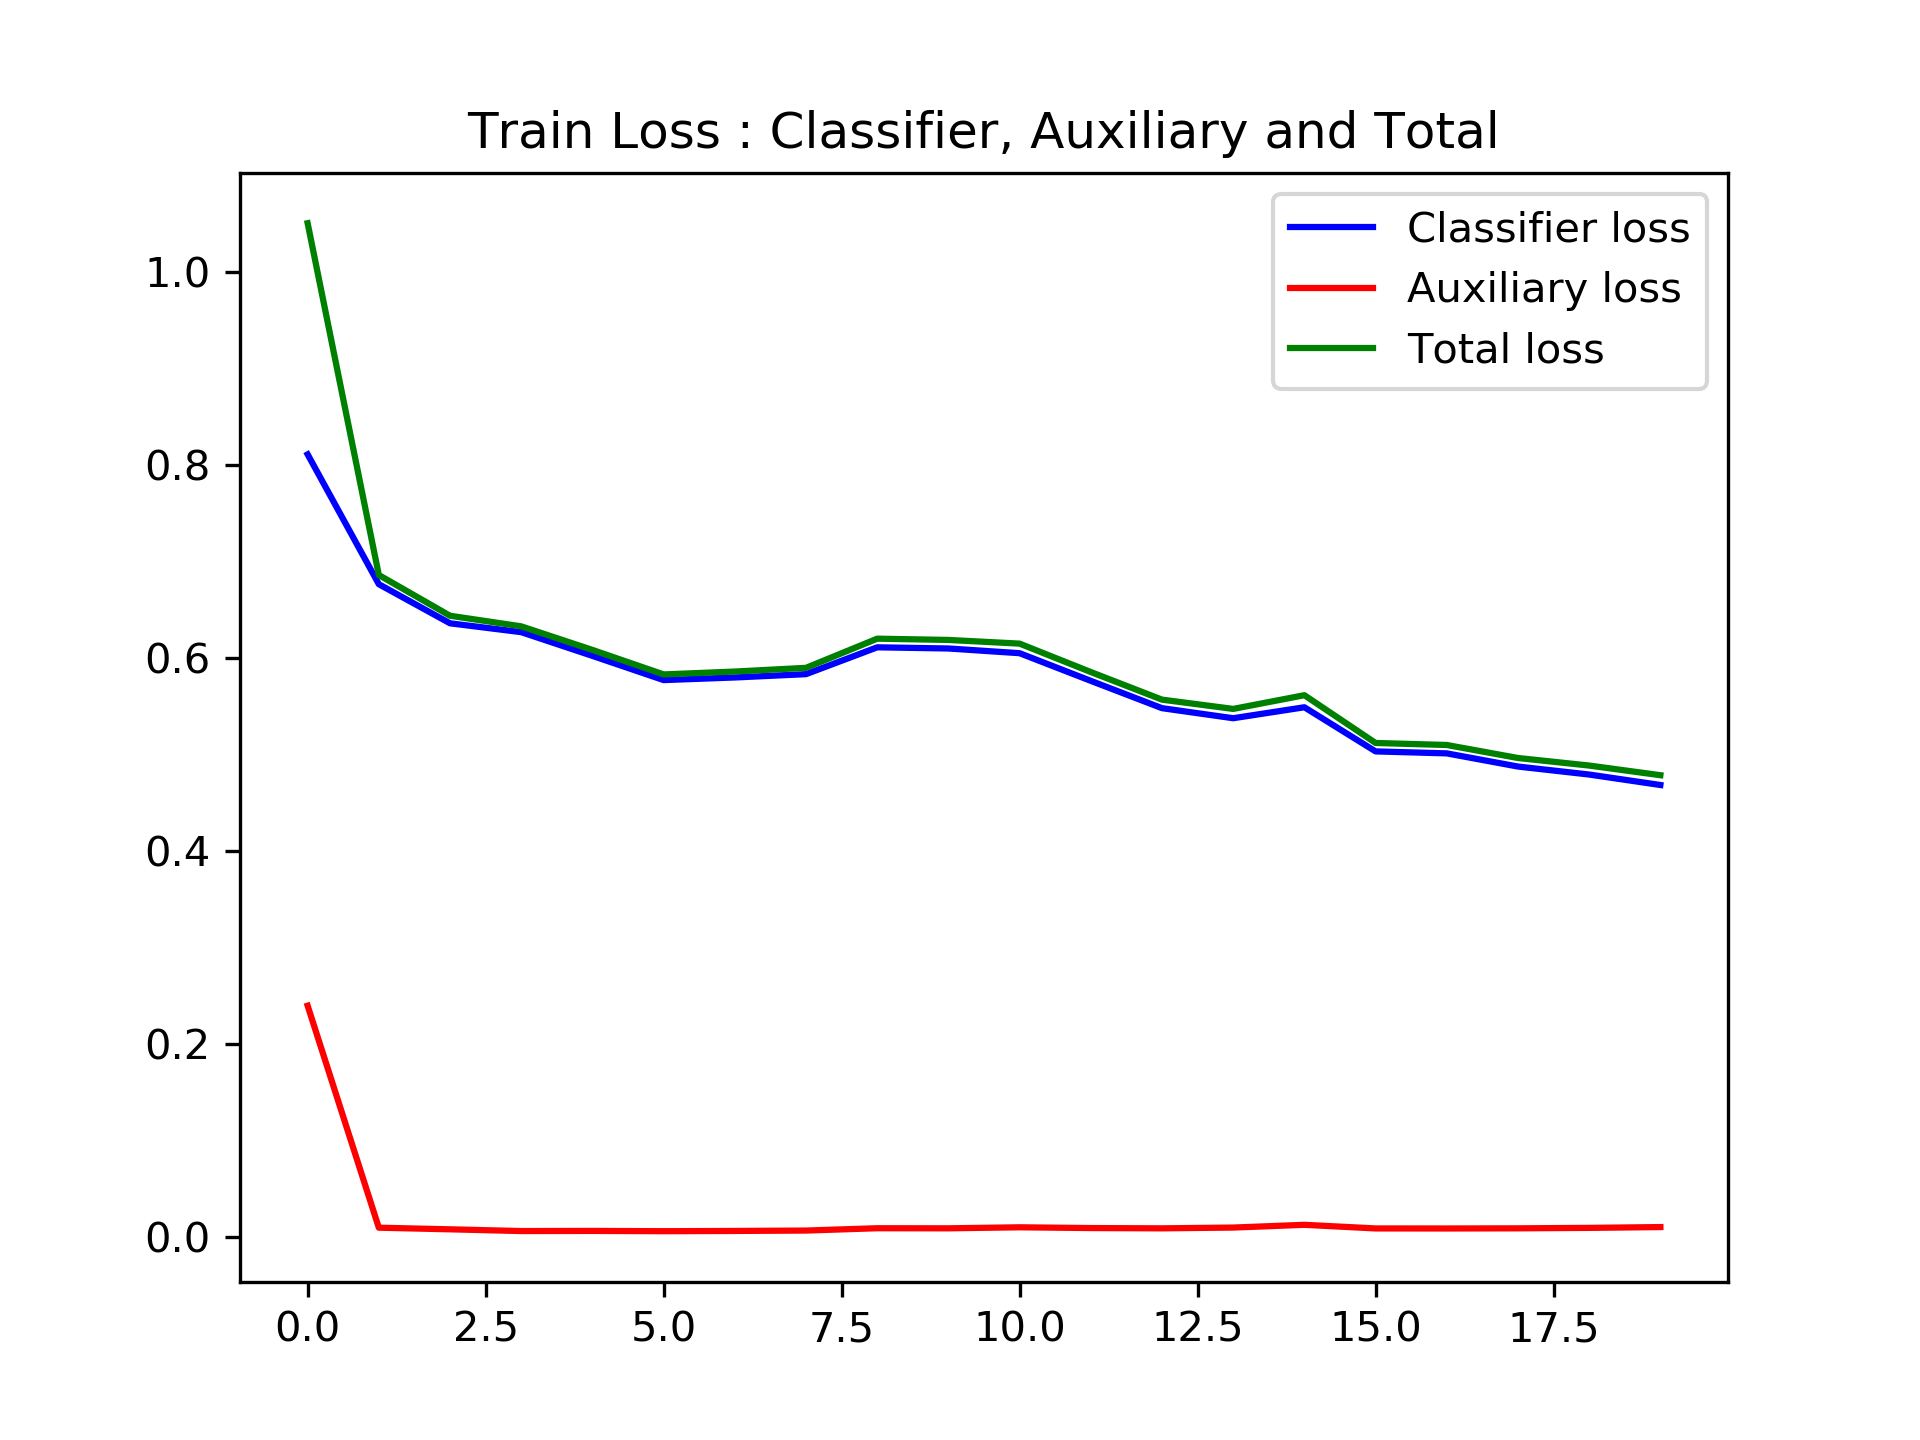 Train Loss : Classifier, Auxiliary and Total
Classifier loss
Auxiliary loss
Total loss
1.0
0.8
0.6
0.4
0.2
0.0
0.0 2.5 5.0 7.5 10.0 12.5 15.0 17.5